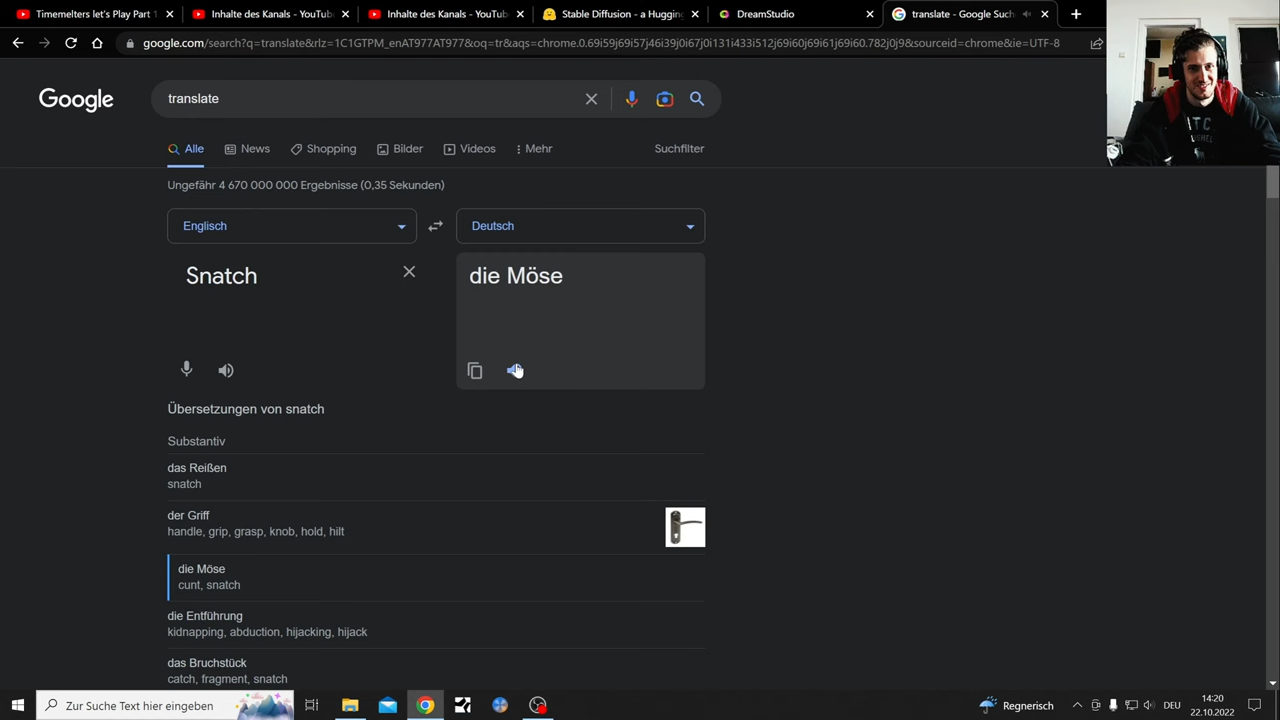 Timemelters let's Play Part 1
Inhalte des Kanals - YouTub
Inhalte des Kanals - YouTub
Stable Diffusion - a Hugging
DreamStudio
translate - Google Such
google.com/search?q=translate&rlz=1C1GTPM_enAT977AT977&oq=tr&aqs=chrome.0.69i59j69i57j46i39j0i67j0i131i433i512j69i60j69i61j69i60.782j0j9&sourceid=chrome&ie=UTF-8
Google
translate
Alle
News
Shopping
Bilder
Videos
Mehr
Suchfilter
Ungefähr 4 670 000 000 Ergebnisse (0,35 Sekunden)
Englisch
Deutsch
Snatch
die Möse
Übersetzungen von snatch
Substantiv
das Reißen
snatch
der Griff
handle, grip, grasp, knob, hold, hilt
die Möse
cunt, snatch
die Entführung
kidnapping, abduction, hijacking, hijack
das Bruchstück
catch, fragment, snatch
Zur Suche Text hier eingeben
Regnerisch
DEU
14:20
22.10.2022